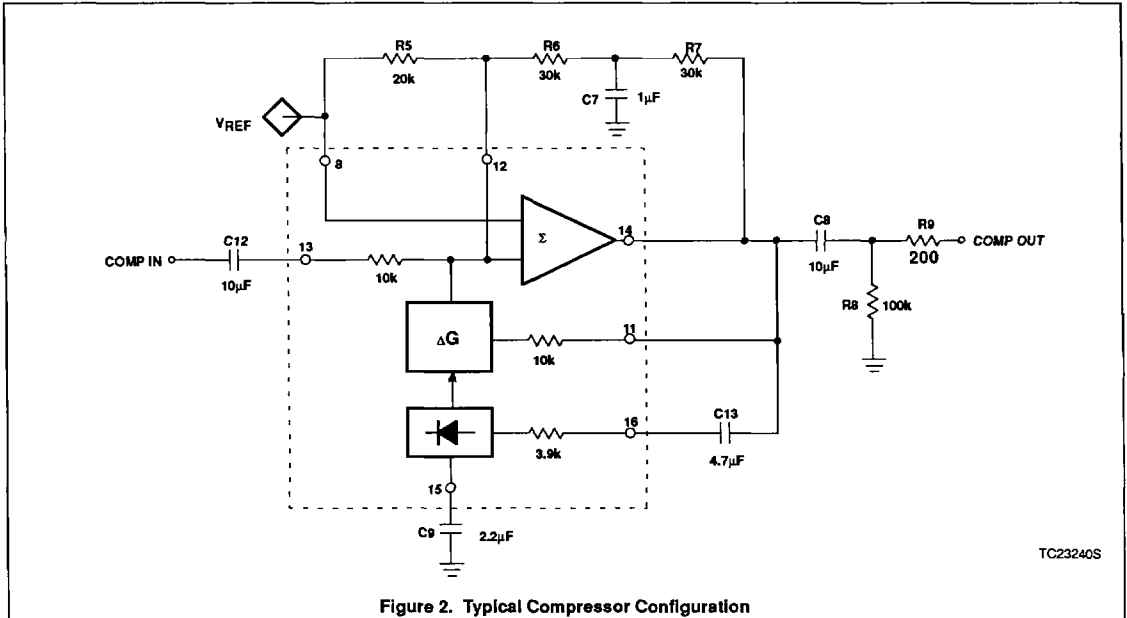 R5
20k
R6
30k
R7
30k
C7
1µF
VREF
8
12
Σ
14
C8
10µF
R9
200
COMP OUT
R8
100k
COMP IN
C12
10µF
13
10k
ΔG
10k
11
3.9k
16
C13
4.7µF
15
C9
2.2µF
TC23240S
Figure 2. Typical Compressor Configuration